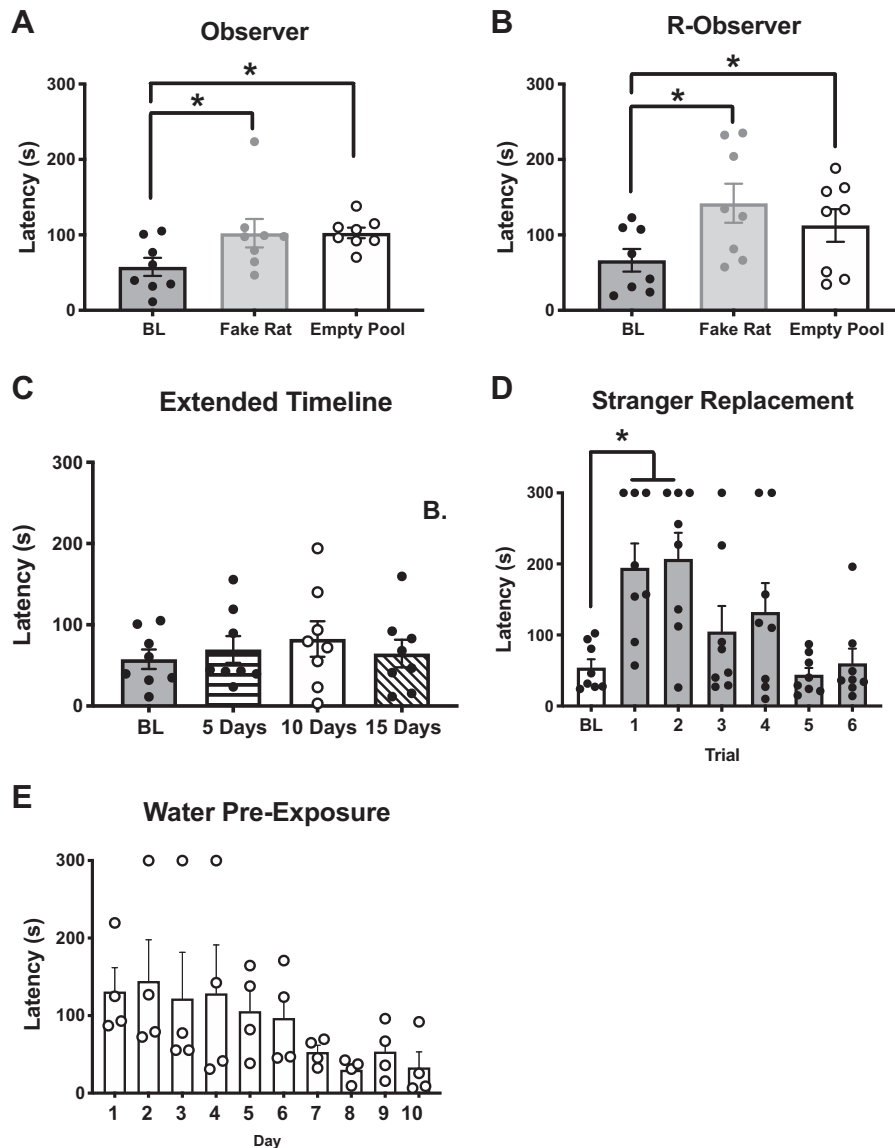 A
Observer
*
*
300
200
100
0
Latency (s)
BL Fake Rat Empty Pool
B
R-Observer
*
*
300
200
100
0
Latency (s)
BL Fake Rat Empty Pool
C
Extended Timeline
300
200
100
0
Latency (s)
B.
BL 5 Days 10 Days 15 Days
D
Stranger Replacement
*
300
200
100
0
Latency (s)
BL 1 2 3 4 5 6
Trial
E
Water Pre-Exposure
300
200
100
0
Latency (s)
1 2 3 4 5 6 7 8 9 10
Day